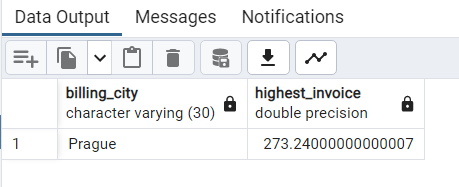 Data Output Messages Notifications
billing_city highest_invoice
character varying (30) double precision
1 Prague 273.24000000000007